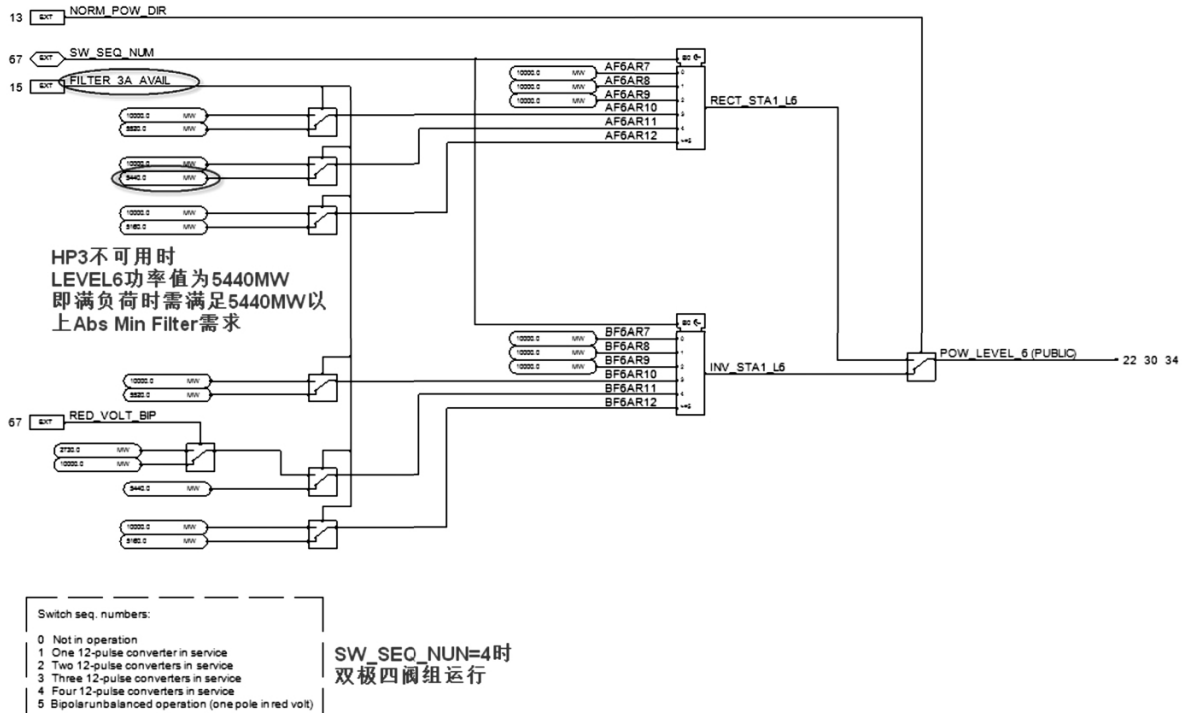 NORM_POW_DIR
13 EXT
SW_SEQ_NUM
67 EXT
FILTER_3A_AVAIL
15 EXT
10000.0 MW AF6AR7
10000.0 MW AF6AR8
10000.0 MW AF6AR9
AF6AR10
AF6AR11
AF6AR12
RECT_STA1_L6
10000.0 MW
10000.0 MW
5440.0 MW
10000.0 MW
5160.0 MW
HP3不可用时
LEVEL6功率值为5440MW
即满负荷时需满足5440MW以
上Abs Min Filter需求
10000.0 MW BF6AR7
10000.0 MW BF6AR8
10000.0 MW BF6AR9
BF6AR10
BF6AR11
BF6AR12
INV_STA1_L6
POW_LEVEL_6 (PUBLIC)
22 30 34
10000.0 MW
RED_VOLT_BIP
67 EXT
2720.0 MW
10000.0 MW
5440.0 MW
10000.0 MW
5160.0 MW
Switch seq. numbers:
0 Not in operation
1 One 12-pulse converter in service
2 Two 12-pulse converters in service
3 Three 12-pulse converters in service
4 Four 12-pulse converters in service
5 Bipolar unbalanced operation (one pole in red volt)
SW_SEQ_NUN=4时
双极四阀组运行